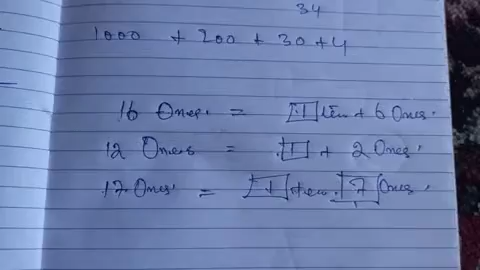 34
1000 + 200 + 30 + 4
16 Ones. = 1 ten + 6 Ones.
12 Ones = 1 + 2 Ones.
17 Ones. = 1 ten. 7 Ones.